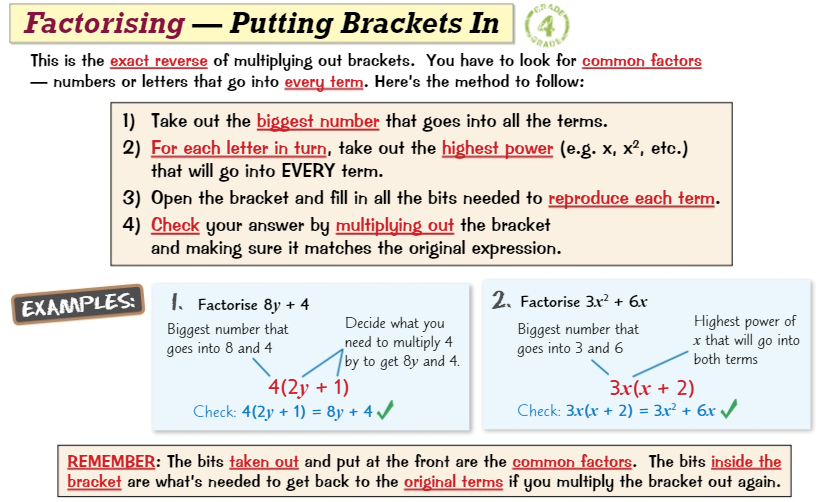 Factorising — Putting Brackets In
GRADE
4
GRADE
This is the exact reverse of multiplying out brackets. You have to look for common factors
— numbers or letters that go into every term. Here's the method to follow:
1) Take out the biggest number that goes into all the terms.
2) For each letter in turn, take out the highest power (e.g. x, x², etc.)
that will go into EVERY term.
3) Open the bracket and fill in all the bits needed to reproduce each term.
4) Check your answer by multiplying out the bracket
and making sure it matches the original expression.
EXAMPLES:
1. Factorise 8y + 4
Biggest number that
goes into 8 and 4
Decide what you
need to multiply 4
by to get 8y and 4.
4(2y + 1)
Check: 4(2y + 1) = 8y + 4 ✓
2. Factorise 3x² + 6x
Biggest number that
goes into 3 and 6
Highest power of
x that will go into
both terms
3x(x + 2)
Check: 3x(x + 2) = 3x² + 6x ✓
REMEMBER: The bits taken out and put at the front are the common factors. The bits inside the
bracket are what's needed to get back to the original terms if you multiply the bracket out again.